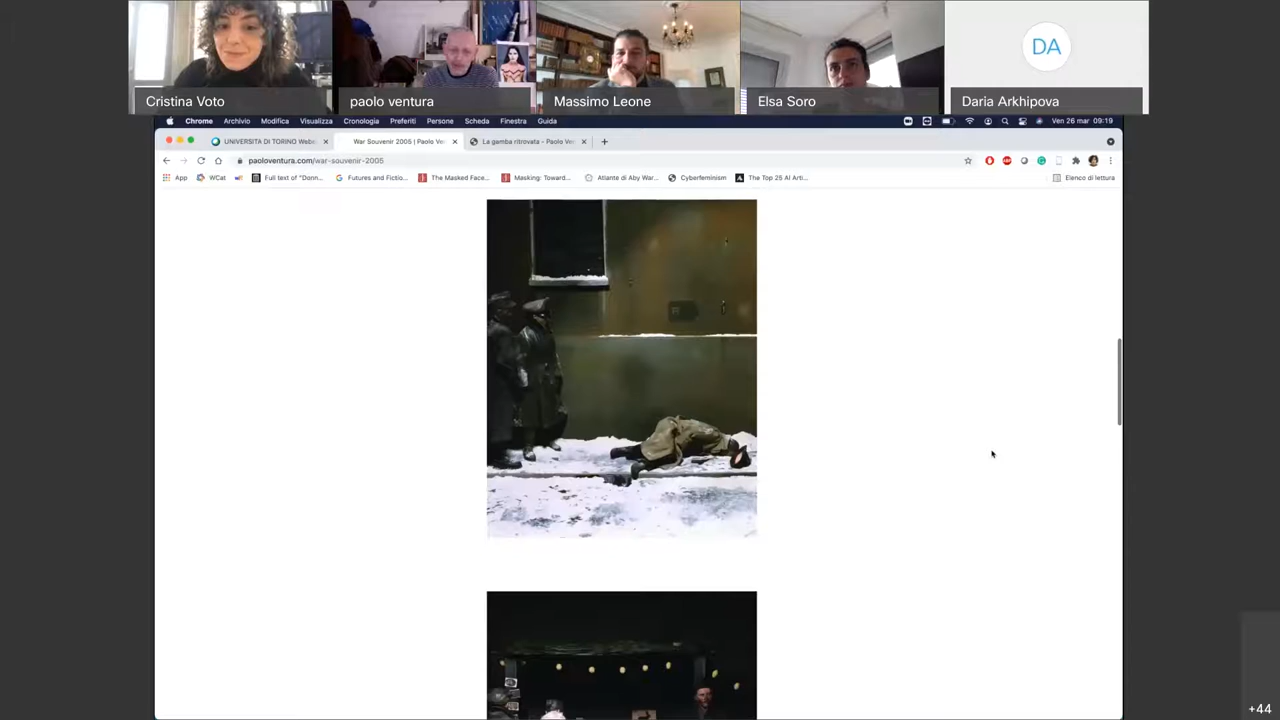 DA
Cristina Voto
paolo ventura
Massimo Leone
Elsa Soro
Daria Arkhipova
Chrome Archivio Modifica Visualizza Cronologia Preferiti Persone Scheda Finestra Guida Ven 26 mar 09:19
UNIVERSITA DI TORINO Webe War Souvenir 2005 | Paolo Ve La gamba ritrovata - Paolo Ve
paoloventura.com/war-souvenir-2005
App WCat Full text of "Donn... Futures and Fictio... The Masked Face... Masking: Toward... Atlante di Aby War... Cyberfeminism The Top 25 AI Arti... Elenco di lettura
+44